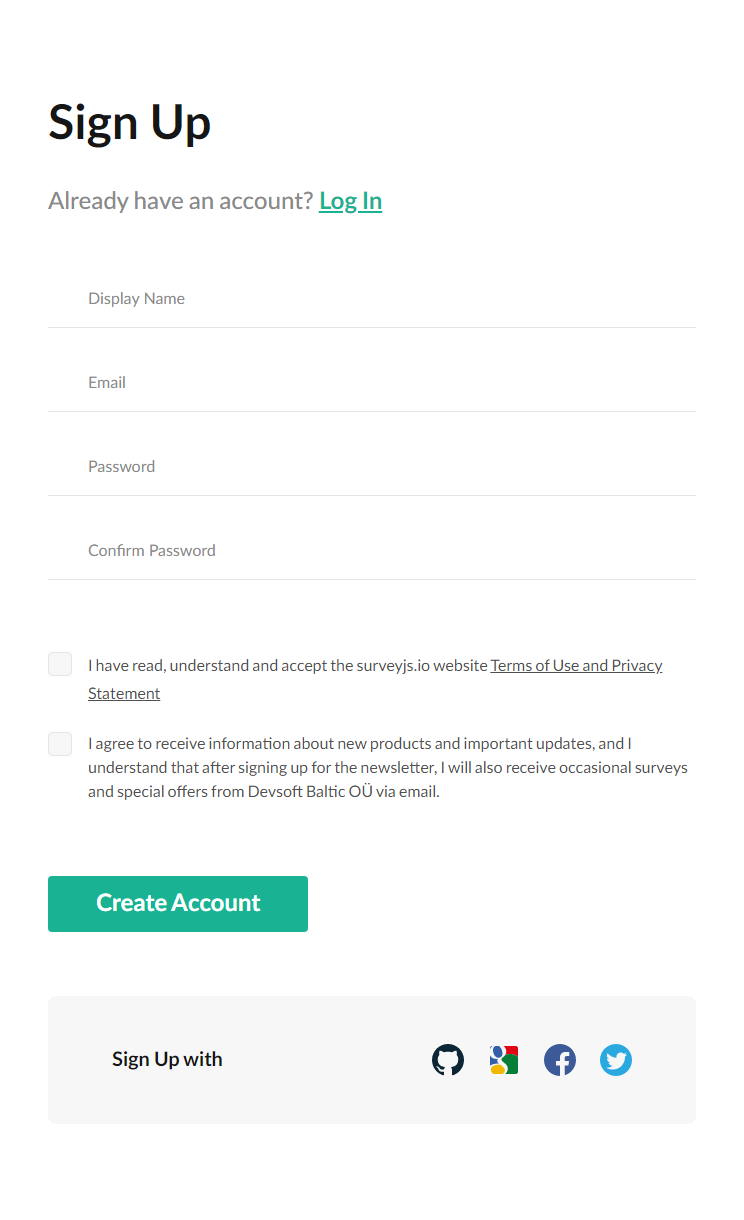 Sign Up
Already have an account? Log In
Display Name
Email
Password
Confirm Password
I have read, understand and accept the surveyjs.io website Terms of Use and Privacy
Statement
I agree to receive information about new products and important updates, and I
understand that after signing up for the newsletter, I will also receive occasional surveys
and special offers from Devsoft Baltic OÜ via email.
Create Account
Sign Up with